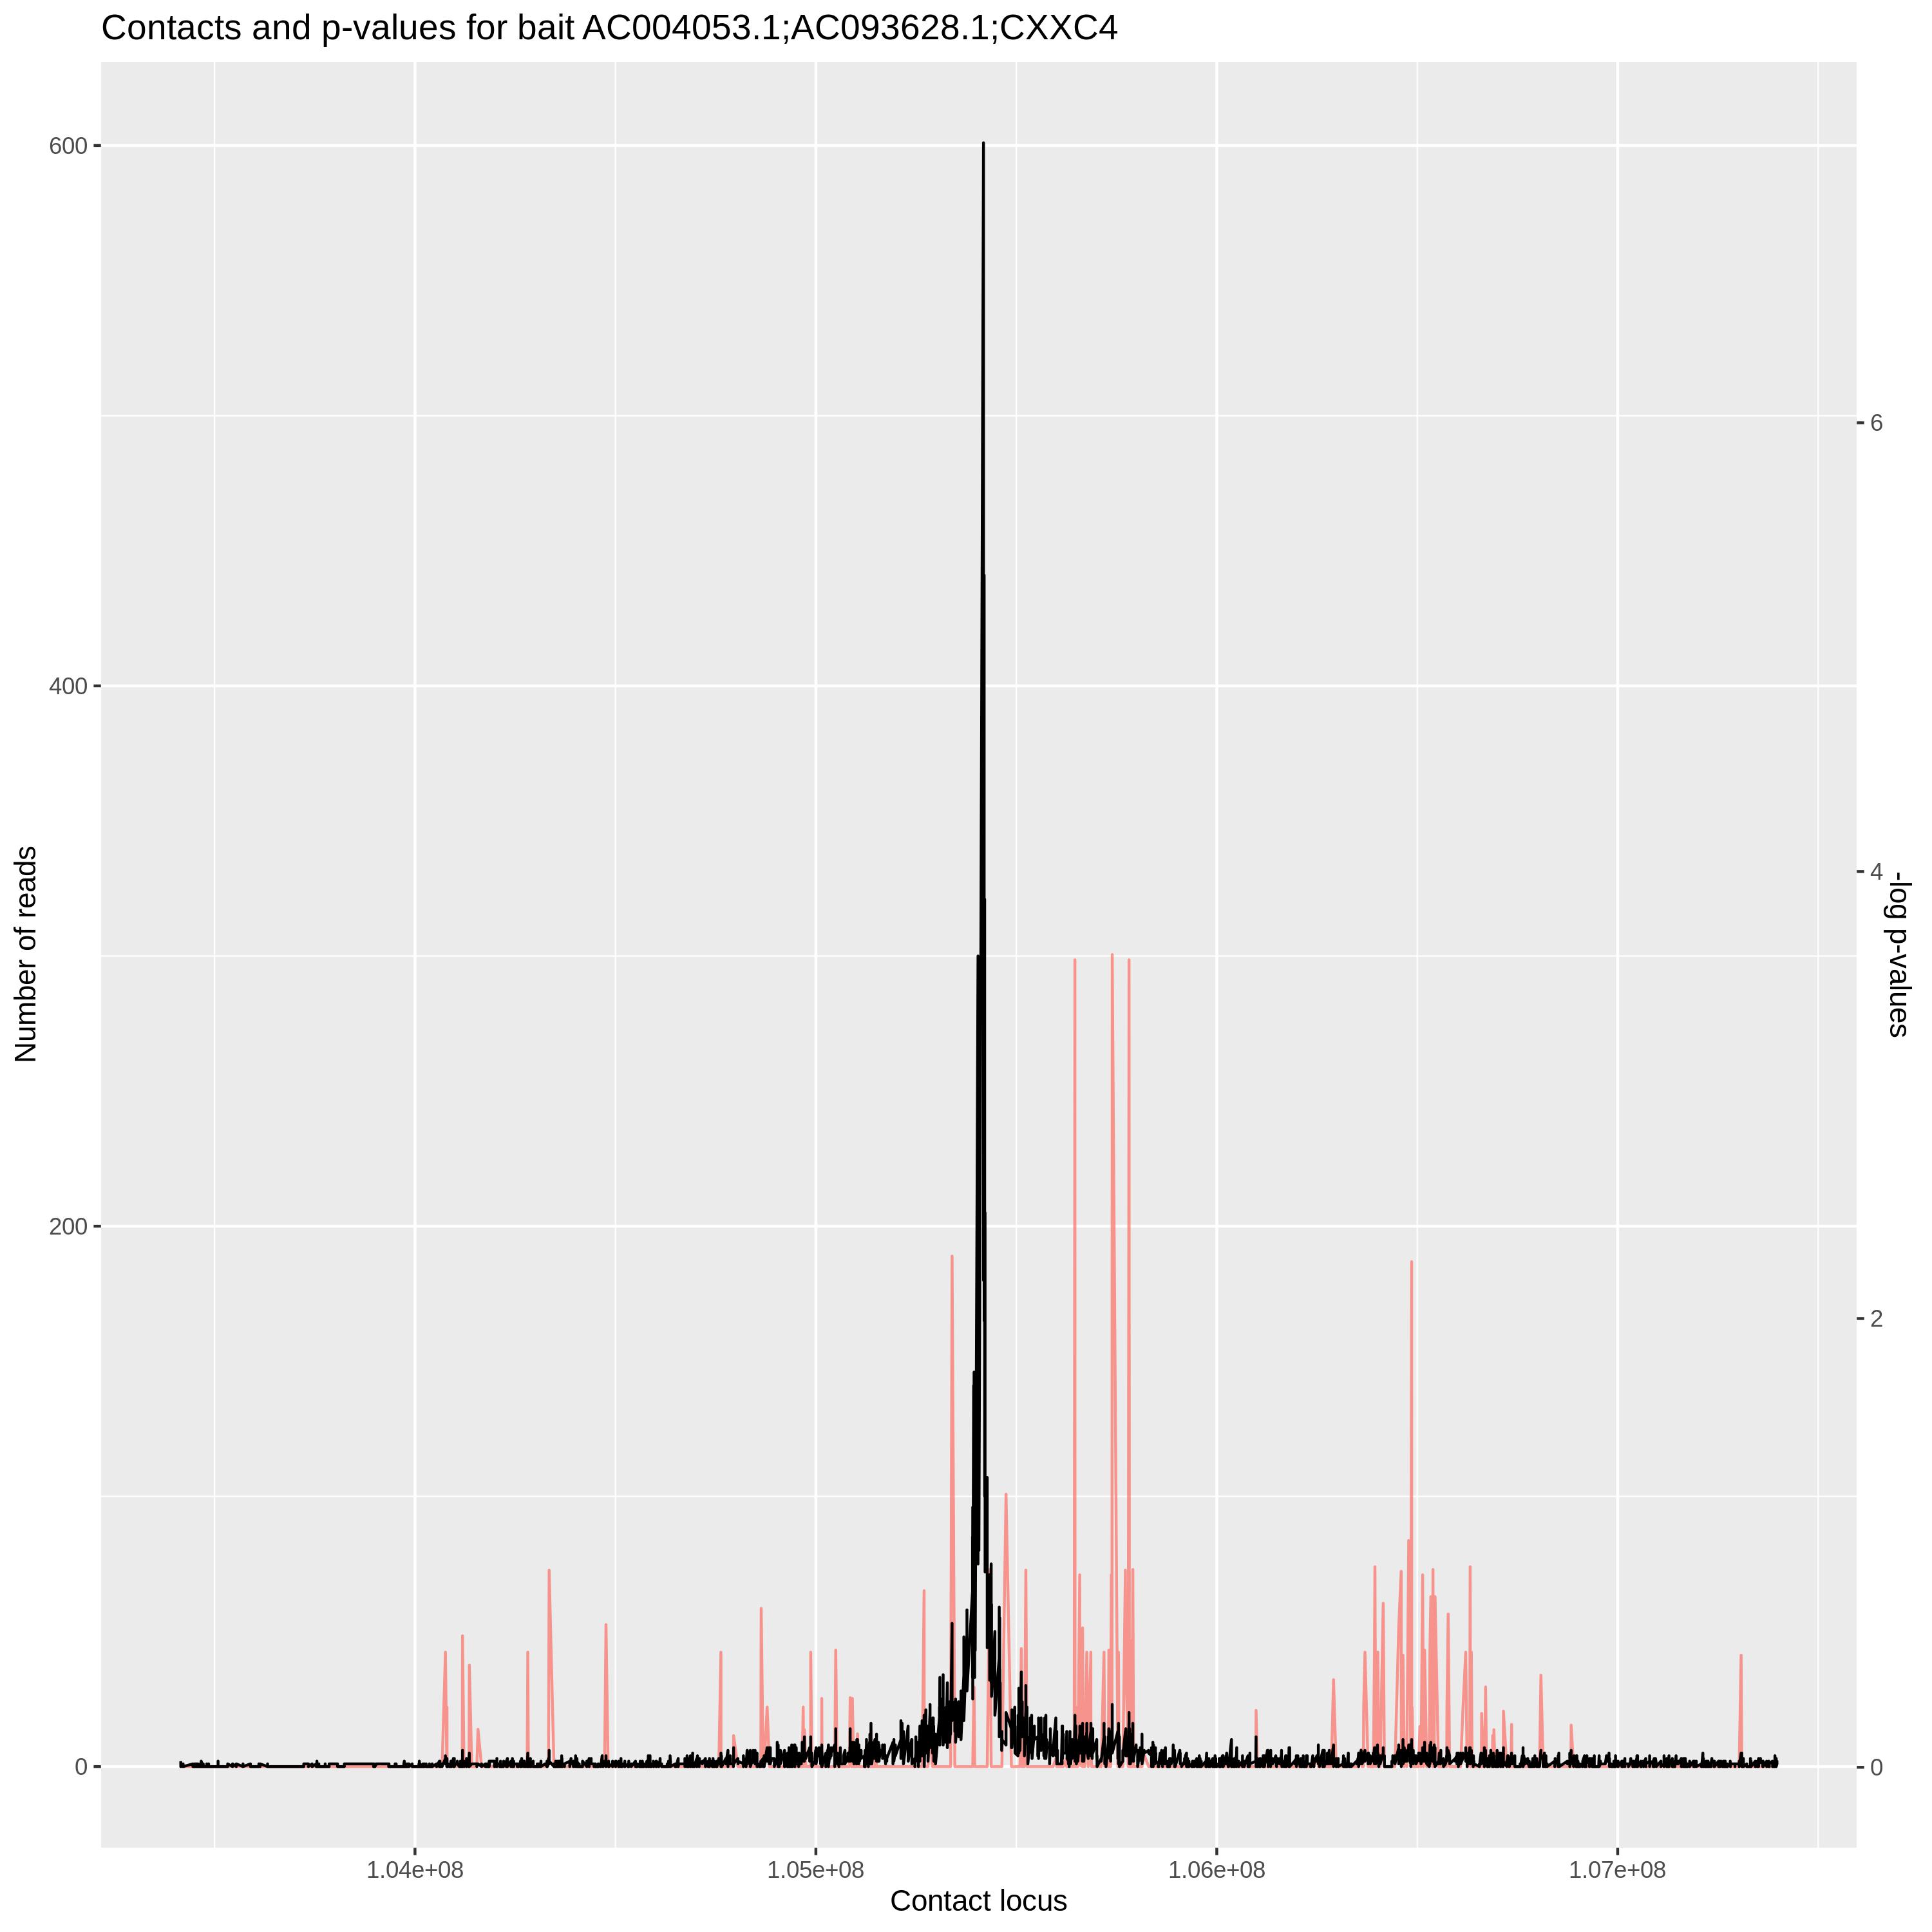 Contacts and p-values for bait AC004053.1;AC093628.1;CXXC4
600
400
200
0
Number of reads
6
4
2
0
-log p-values
1.04e+08
1.05e+08
1.06e+08
1.07e+08
Contact locus